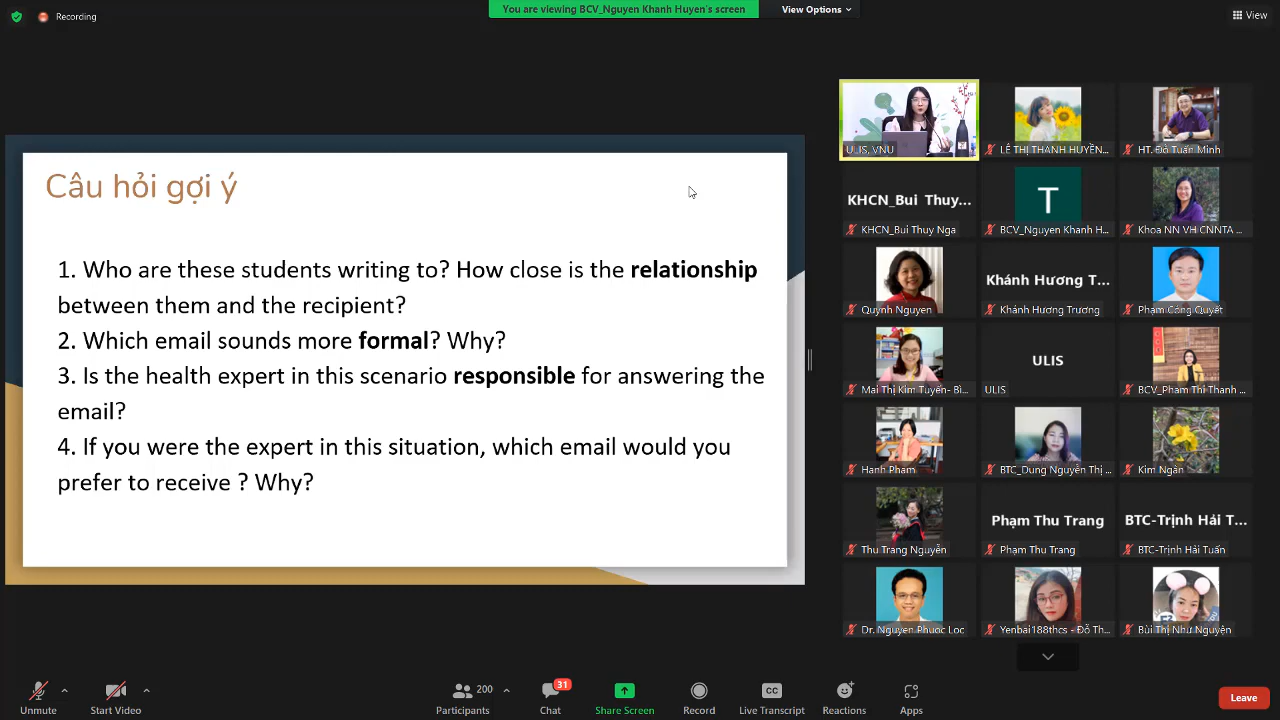 Recording
You are viewing BCV_Nguyen Khanh Huyen's screen
View Options
View
Câu hỏi gợi ý
1. Who are these students writing to? How close is the relationship
between them and the recipient?
2. Which email sounds more formal? Why?
3. Is the health expert in this scenario responsible for answering the
email?
4. If you were the expert in this situation, which email would you
prefer to receive ? Why?
ULIS, VNU
LÊ THỊ THANH HUYỀN...
HT. Đỗ Tuấn Minh
KHCN_Bui Thuy...
KHCN_Bui Thuy Nga
T
BCV_Nguyen Khanh H...
Khoa NN VH CNNTA ...
Quỳnh Nguyen
Khánh Hương T...
Khánh Hương Trương
Phạm Công Quyết
Mai Thị Kim Tuyến- Bì...
ULIS
ULIS
BCV_Phạm Thị Thanh ...
Hanh Pham
BTC_Dung Nguyễn Thị ...
Kim Ngân
Thu Trang Nguyễn
Phạm Thu Trang
Phạm Thu Trang
BTC-Trịnh Hải T...
BTC-Trịnh Hải Tuấn
Dr. Nguyen Phuoc Loc
Yenbai188thcs - Đỗ Th...
Bùi Thị Như Nguyện
Unmute
Start Video
200
Participants
31
Chat
Share Screen
Record
CC
Live Transcript
Reactions
Apps
Leave